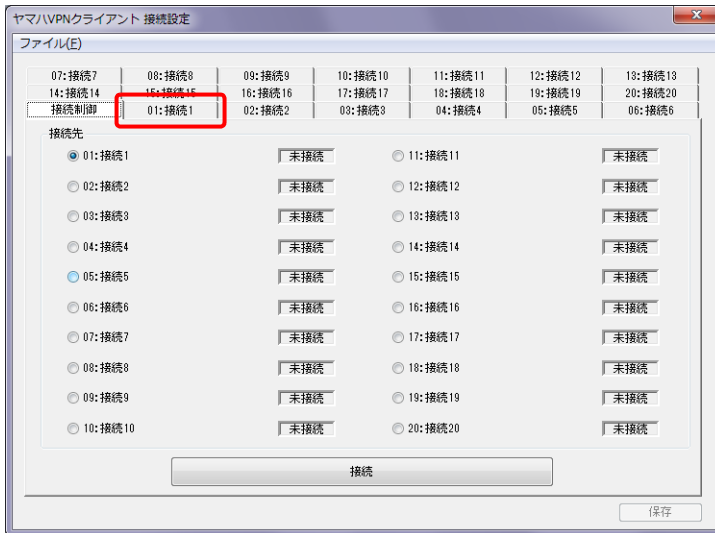 ヤマハVPNクライアント 接続設定
ファイル(F)
07:接続7 08:接続8 09:接続9 10:接続10 11:接続11 12:接続12 13:接続13
14:接続14 15:接続15 16:接続16 17:接続17 18:接続18 19:接続19 20:接続20
接続制御 01:接続1 02:接続2 03:接続3 04:接続4 05:接続5 06:接続6
接続先
01:接続1 未接続 11:接続11 未接続
02:接続2 未接続 12:接続12 未接続
03:接続3 未接続 13:接続13 未接続
04:接続4 未接続 14:接続14 未接続
05:接続5 未接続 15:接続15 未接続
06:接続6 未接続 16:接続16 未接続
07:接続7 未接続 17:接続17 未接続
08:接続8 未接続 18:接続18 未接続
09:接続9 未接続 19:接続19 未接続
10:接続10 未接続 20:接続20 未接続
接続
保存